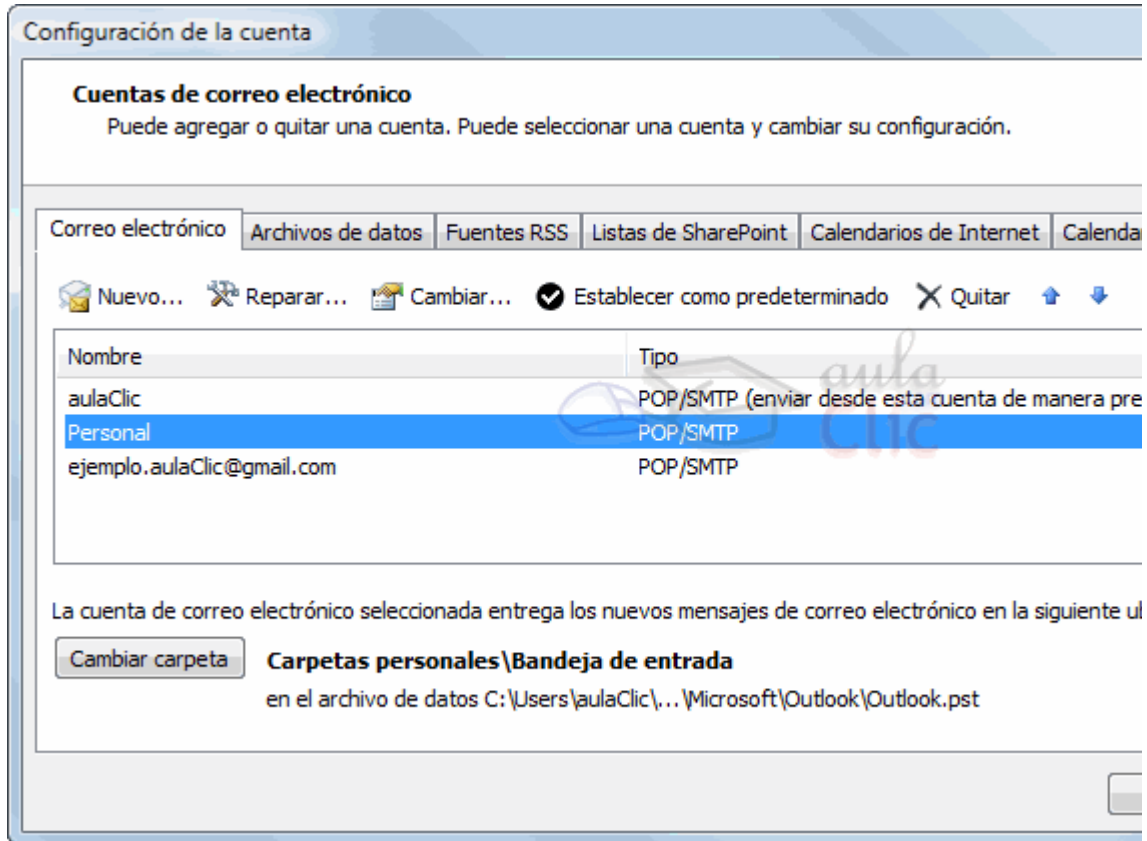 Configuración de la cuenta
Cuentas de correo electrónico
Puede agregar o quitar una cuenta. Puede seleccionar una cuenta y cambiar su configuración.
Correo electrónico Archivos de datos Fuentes RSS Listas de SharePoint Calendarios de Internet Calendar
Nuevo... Reparar... Cambiar... Establecer como predeterminado Quitar
Nombre Tipo
aulaClic POP/SMTP (enviar desde esta cuenta de manera pre
Personal POP/SMTP
ejemplo.aulaClic@gmail.com POP/SMTP
aula
Clic
La cuenta de correo electrónico seleccionada entrega los nuevos mensajes de correo electrónico en la siguiente ub
Cambiar carpeta Carpetas personales\Bandeja de entrada
en el archivo de datos C:\Users\aulaClic\...\Microsoft\Outlook\Outlook.pst